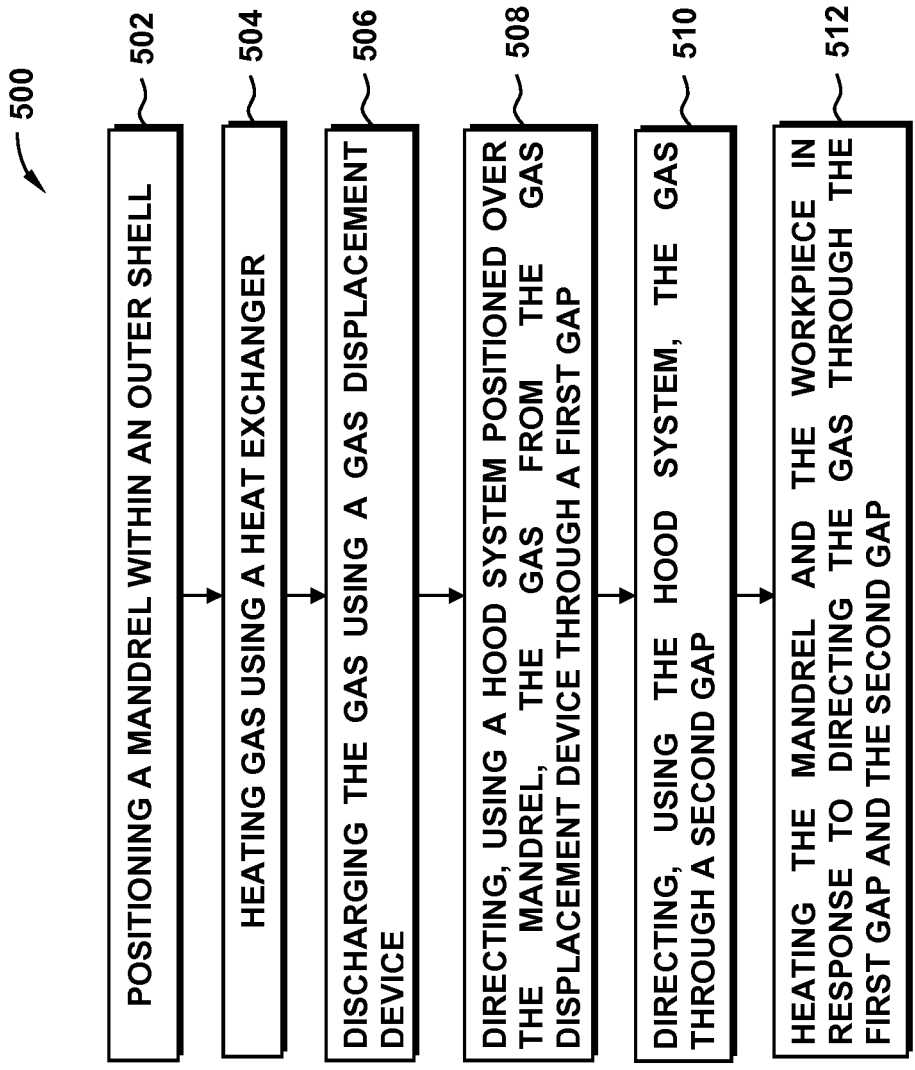 500
POSITIONING A MANDREL WITHIN AN OUTER SHELL
502
HEATING GAS USING A HEAT EXCHANGER
504
DISCHARGING THE GAS USING A GAS DISPLACEMENT
DEVICE
506
DIRECTING, USING A HOOD SYSTEM POSITIONED OVER
THE MANDREL, THE GAS FROM THE GAS
DISPLACEMENT DEVICE THROUGH A FIRST GAP
508
DIRECTING, USING THE HOOD SYSTEM, THE GAS
THROUGH A SECOND GAP
510
HEATING THE MANDREL AND THE WORKPIECE IN
RESPONSE TO DIRECTING THE GAS THROUGH THE
FIRST GAP AND THE SECOND GAP
512